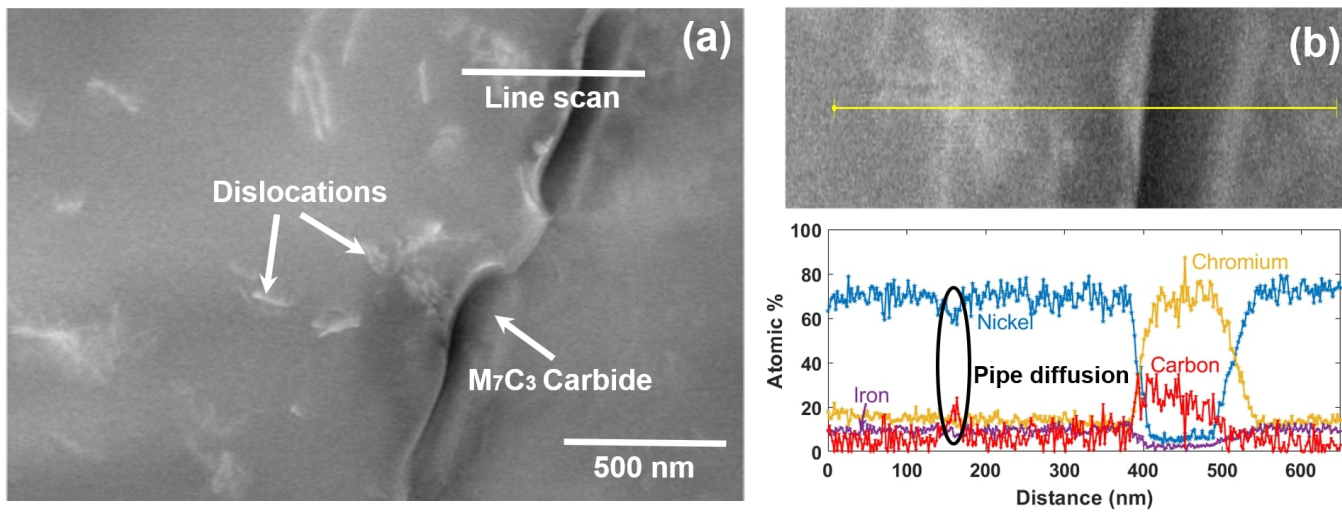 (a)
Line scan
Dislocations
M₇C₃ Carbide
500 nm
(b)
100
80
60
40
20
0
Atomic %
Chromium
Nickel
Pipe diffusion
Carbon
Iron
0 100 200 300 400 500 600
Distance (nm)